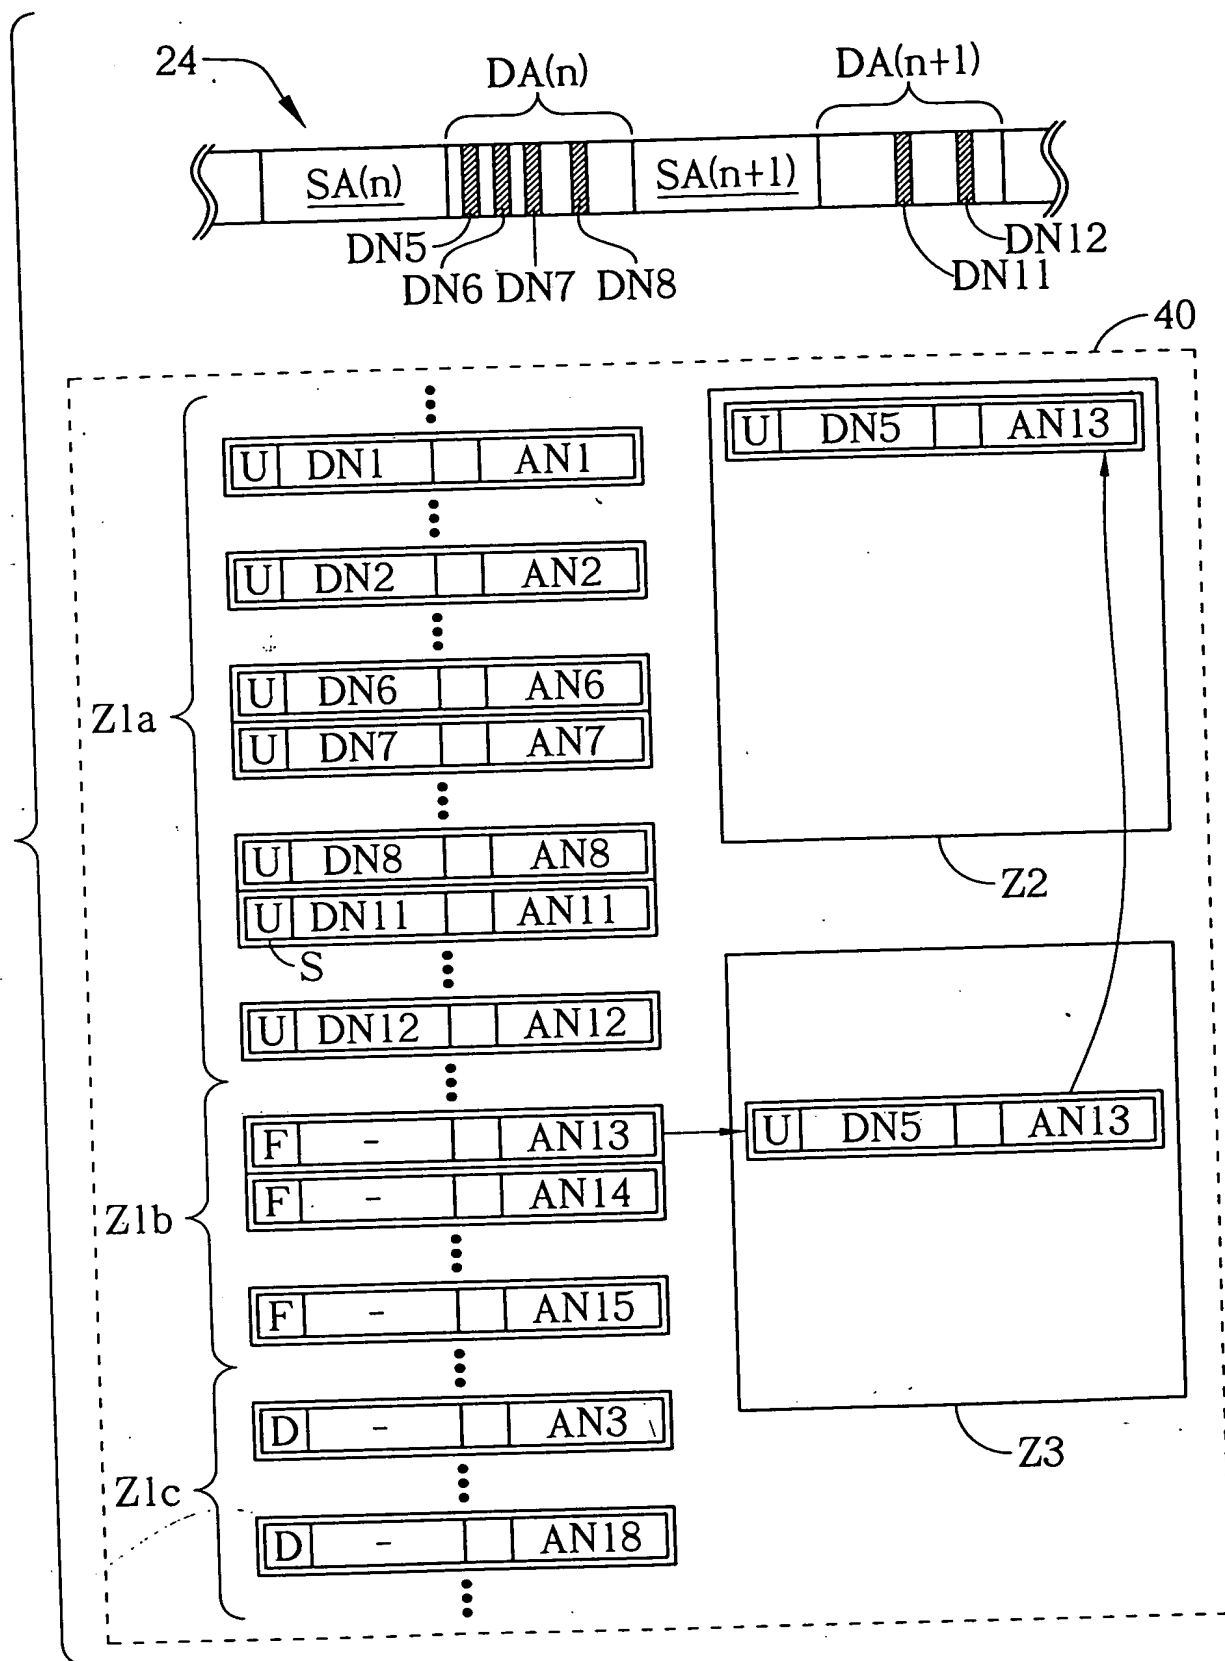 24
DA(n)
DA(n+1)
SA(n)
SA(n+1)
DN5
DN6 DN7 DN8
DN12
DN11
40
U DN1 AN1
U DN2 AN2
Z1a
U DN6 AN6
U DN7 AN7
U DN8 AN8
U DN11 AN11
S
U DN12 AN12
Z1b
F - AN13
F - AN14
F - AN15
Z1c
D - AN3
D - AN18
U DN5 AN13
Z2
U DN5 AN13
Z3